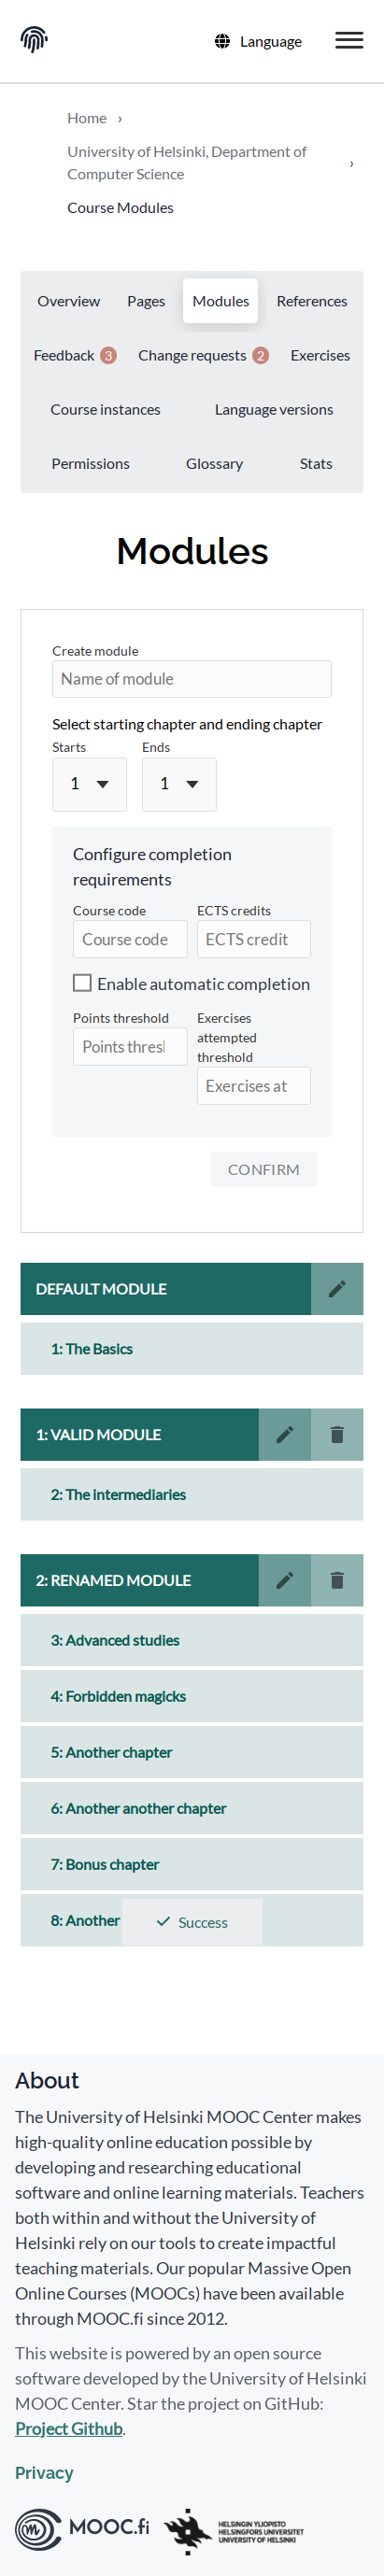 Language
Home ›
University of Helsinki, Department of
Computer Science ›
Course Modules
Overview Pages Modules References
Feedback 3 Change requests 2 Exercises
Course instances Language versions
Permissions Glossary Stats
Modules
Create module
Name of module
Select starting chapter and ending chapter
Starts Ends
1 1
Configure completion
requirements
Course code ECTS credits
Course code ECTS credit
Enable automatic completion
Points threshold Exercises
attempted
threshold
Points thresl Exercises at
CONFIRM
DEFAULT MODULE
1: The Basics
1: VALID MODULE
2: The intermediaries
2: RENAMED MODULE
3: Advanced studies
4: Forbidden magicks
5: Another chapter
6: Another another chapter
7: Bonus chapter
8: Another
Success
About
The University of Helsinki MOOC Center makes
high-quality online education possible by
developing and researching educational
software and online learning materials. Teachers
both within and without the University of
Helsinki rely on our tools to create impactful
teaching materials. Our popular Massive Open
Online Courses (MOOCs) have been available
through MOOC.fi since 2012.
This website is powered by an open source
software developed by the University of Helsinki
MOOC Center. Star the project on GitHub:
Project Github.
Privacy
MOOC.fi
HELSINGIN YLIOPISTO
HELSINGFORS UNIVERSITET
UNIVERSITY OF HELSINKI